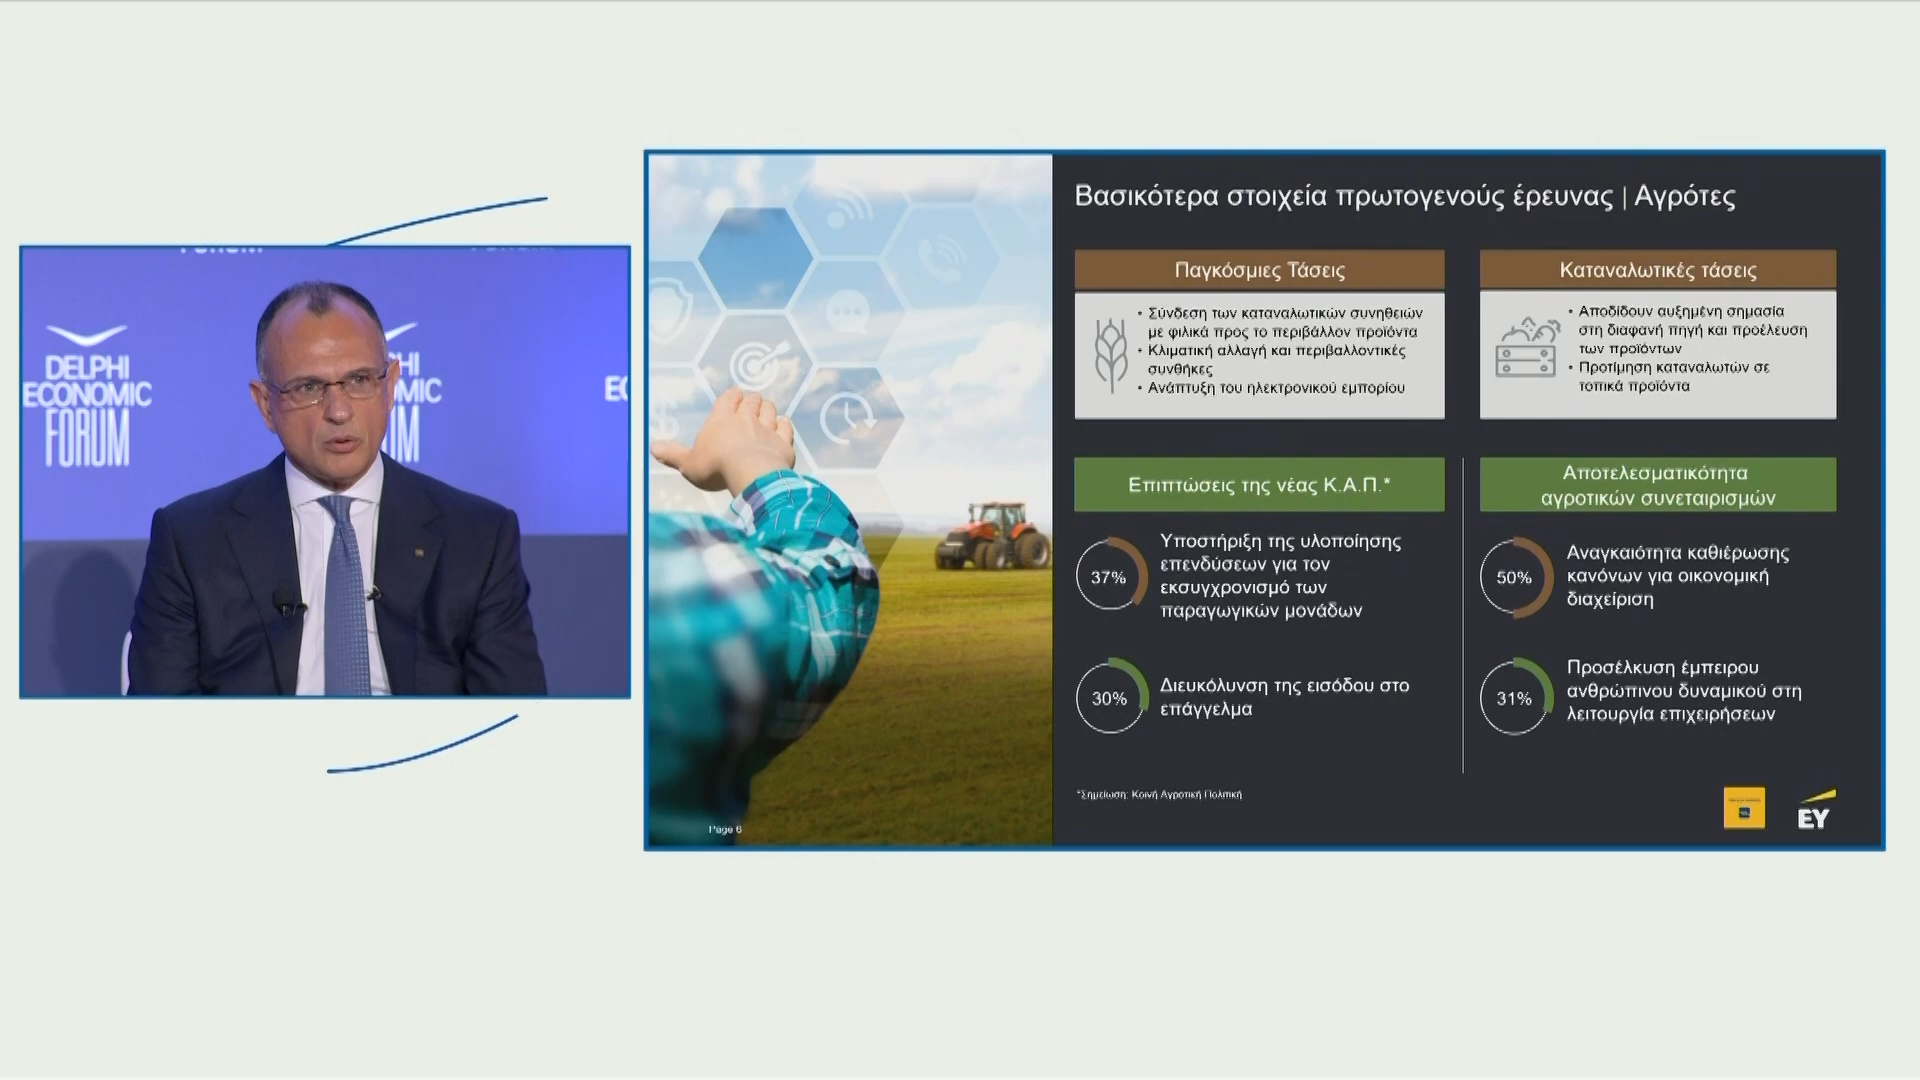 DELPHI
ECONOMIC
FORUM
Βασικότερα στοιχεία πρωτογενούς έρευνας | Αγρότες
Παγκόσμιες Τάσεις
• Σύνδεση των καταναλωτικών συνηθειών
με φιλικά προς το περιβάλλον προϊόντα
• Κλιματική αλλαγή και περιβαλλοντικές
συνθήκες
• Ανάπτυξη του ηλεκτρονικού εμπορίου
Καταναλωτικές τάσεις
• Αποδίδουν αυξημένη σημασία
στη διαφανή πηγή και προέλευση
των προϊόντων
• Προτίμηση καταναλωτών σε
τοπικά προϊόντα
Επιπτώσεις της νέας Κ.Α.Π.*
37%
Υποστήριξη της υλοποίησης
επενδύσεων για τον
εκσυγχρονισμό των
παραγωγικών μονάδων
30%
Διευκόλυνση της εισόδου στο
επάγγελμα
Αποτελεσματικότητα
αγροτικών συνεταιρισμών
50%
Αναγκαιότητα καθιέρωσης
κανόνων για οικονομική
διαχείριση
31%
Προσέλκυση έμπειρου
ανθρώπινου δυναμικού στη
λειτουργία επιχειρήσεων
*Σημείωση: Κοινή Αγροτική Πολιτική
Page 6
EY